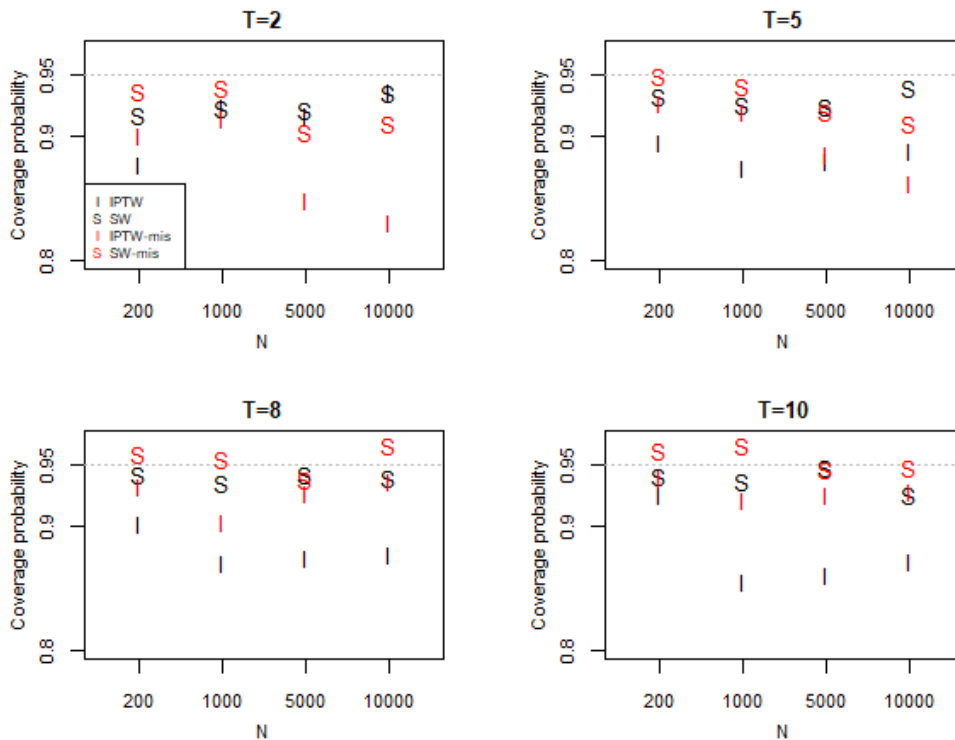 T=2
Coverage probability
0.95
0.9
0.8
I IPTW
S SW
I IPTW-mis
S SW-mis
200 1000 5000 10000
N
T=5
Coverage probability
0.95
0.9
0.8
200 1000 5000 10000
N
T=8
Coverage probability
0.95
0.9
0.8
200 1000 5000 10000
N
T=10
Coverage probability
0.95
0.9
0.8
200 1000 5000 10000
N